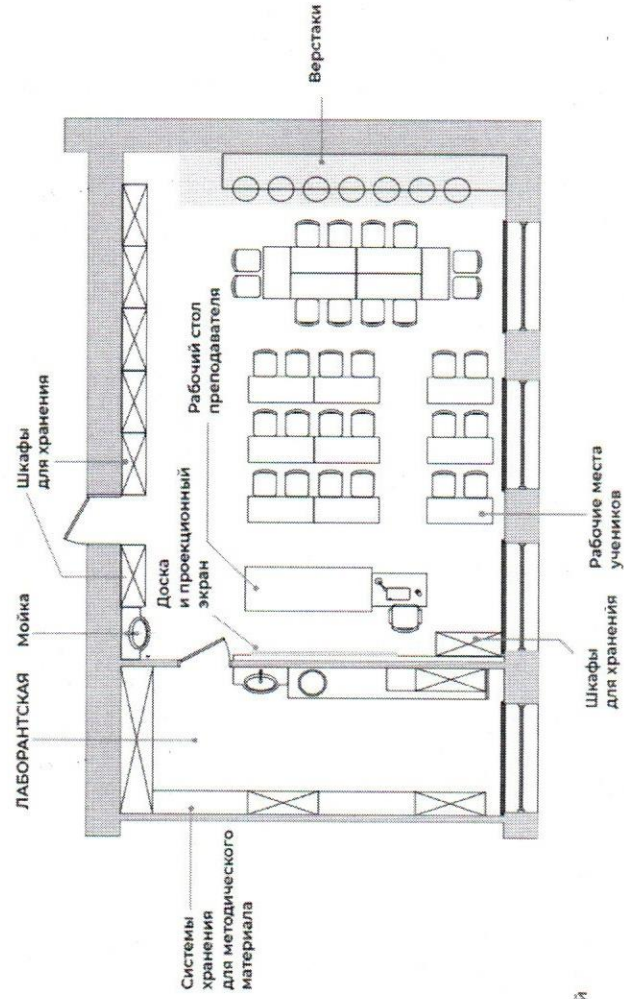 ЛАБОРАНТСКАЯ
Мойка
Шкафы
для хранения
Системы
хранения
для методического
материала
Доска
и проекционный
экран
Рабочий стол
преподавателя
Верстаки
Шкафы
для хранения
Рабочие места
учеников
й